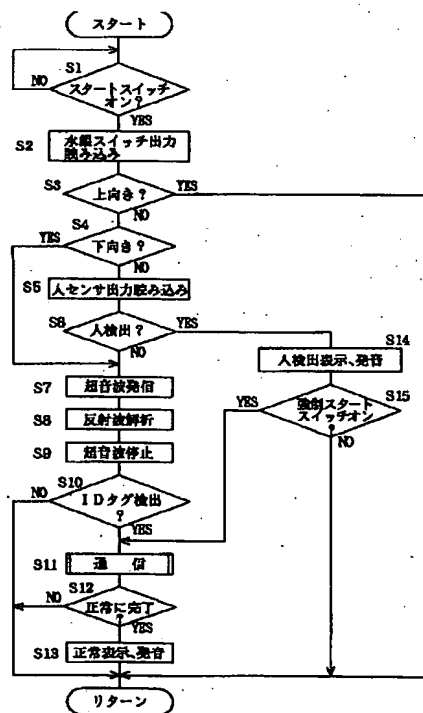 スタート
S1
スタートスイッチ
オン？
NO
YES
S2
水銀スイッチ出力
読み込み
S3
上向き？
YES
NO
S4
下向き？
YES
NO
S5
人センサ出力読み込み
S6
人検出？
YES
NO
S14
人検出表示、発音
S15
強制スタート
スイッチオン
？
YES
NO
S7
超音波発信
S8
反射波解析
S9
超音波停止
S10
IDタグ検出
？
NO
YES
S11
通 信
S12
正常に完了
？
NO
YES
S13
正常表示、発音
リターン